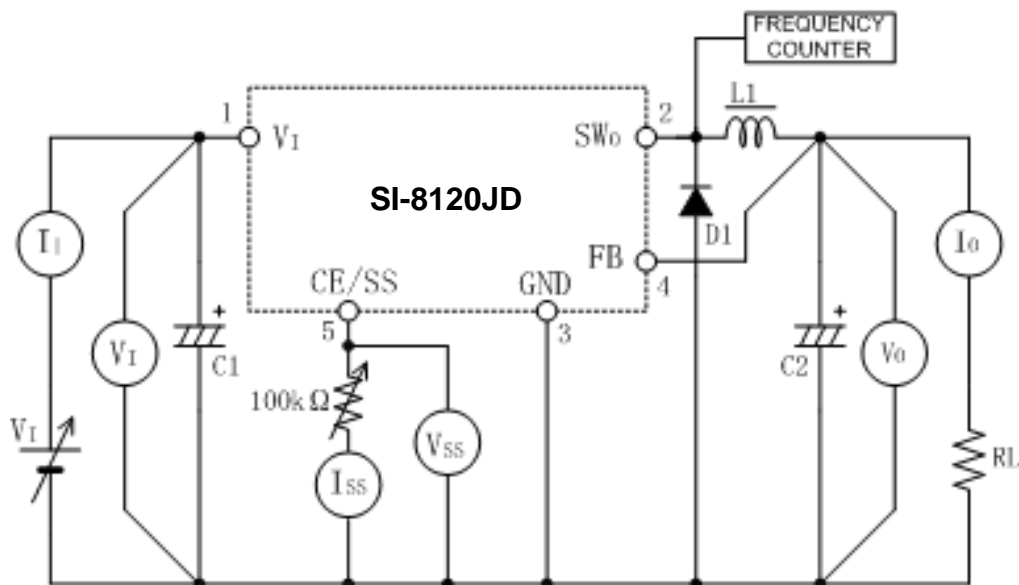 FREQUENCY
COUNTER
L1
1
2
VI
SWO
SI-8120JD
D1
II
IO
FB
4
CE/SS
GND
5
3
+
+
VI
C1
C2
VO
100kΩ
VI
VSS
ISS
RL